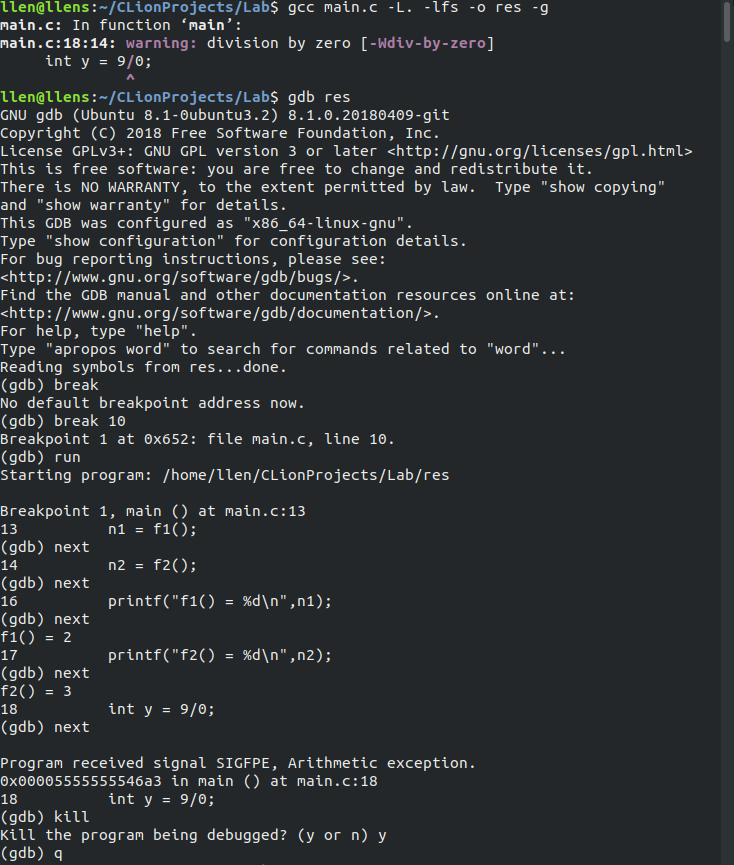 llen@llens:~/CLionProjects/Lab$ gcc main.c -L. -lfs -o res -g
main.c: In function ‘main’:
main.c:18:14: warning: division by zero [-Wdiv-by-zero]
     int y = 9/0;
              ^
llen@llens:~/CLionProjects/Lab$ gdb res
GNU gdb (Ubuntu 8.1-0ubuntu3.2) 8.1.0.20180409-git
Copyright (C) 2018 Free Software Foundation, Inc.
License GPLv3+: GNU GPL version 3 or later <http://gnu.org/licenses/gpl.html>
This is free software: you are free to change and redistribute it.
There is NO WARRANTY, to the extent permitted by law.  Type "show copying"
and "show warranty" for details.
This GDB was configured as "x86_64-linux-gnu".
Type "show configuration" for configuration details.
For bug reporting instructions, please see:
<http://www.gnu.org/software/gdb/bugs/>.
Find the GDB manual and other documentation resources online at:
<http://www.gnu.org/software/gdb/documentation/>.
For help, type "help".
Type "apropos word" to search for commands related to "word"...
Reading symbols from res...done.
(gdb) break
No default breakpoint address now.
(gdb) break 10
Breakpoint 1 at 0x652: file main.c, line 10.
(gdb) run
Starting program: /home/llen/CLionProjects/Lab/res

Breakpoint 1, main () at main.c:13
13          n1 = f1();
(gdb) next
14          n2 = f2();
(gdb) next
16          printf("f1() = %d\n",n1);
(gdb) next
f1() = 2
17          printf("f2() = %d\n",n2);
(gdb) next
f2() = 3
18          int y = 9/0;
(gdb) next

Program received signal SIGFPE, Arithmetic exception.
0x00005555555546a3 in main () at main.c:18
18          int y = 9/0;
(gdb) kill
Kill the program being debugged? (y or n) y
(gdb) q